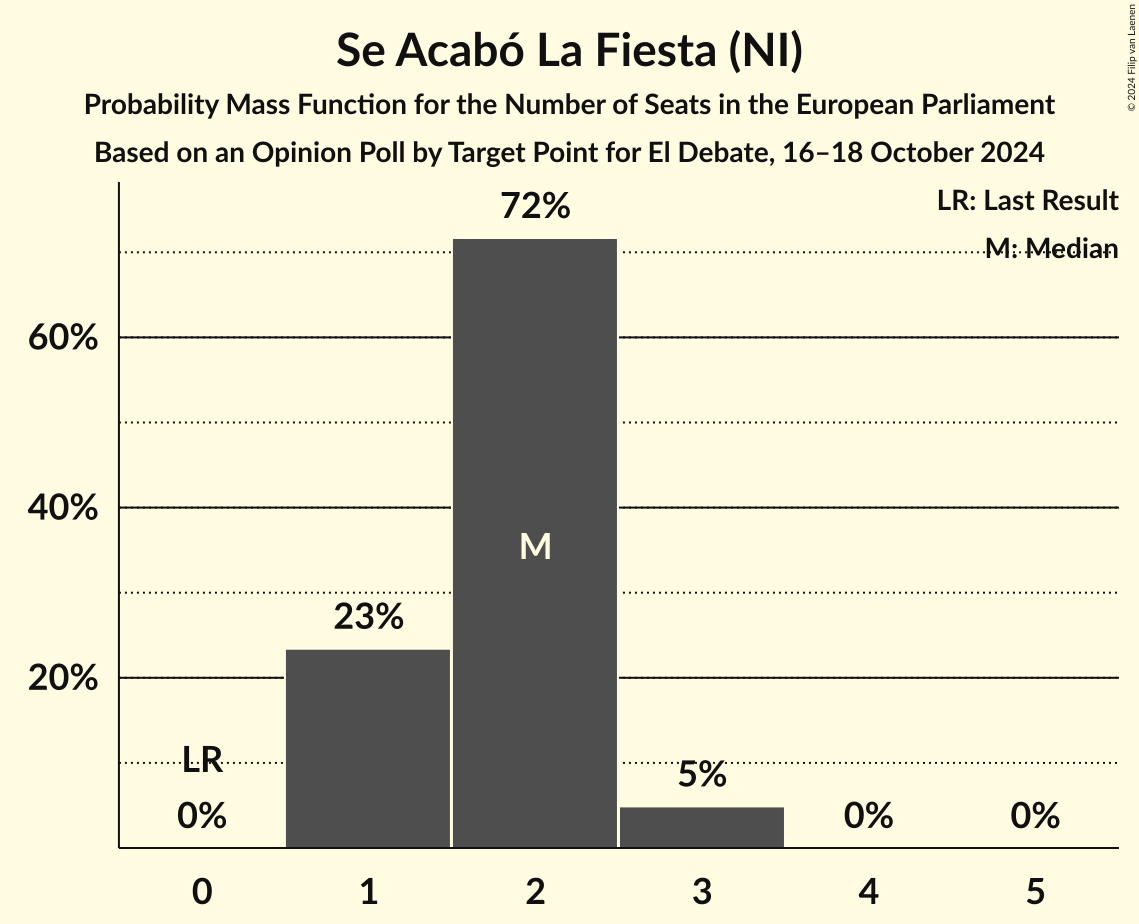 Se Acabó La Fiesta (NI)
Probability Mass Function for the Number of Seats in the European Parliament
Based on an Opinion Poll by Target Point for El Debate, 16–18 October 2024
© 2024 Filip van Laenen
LR: Last Result
M: Median
72%
60%
40%
M
23%
20%
LR
5%
0%
0%
0%
0
1
2
3
4
5